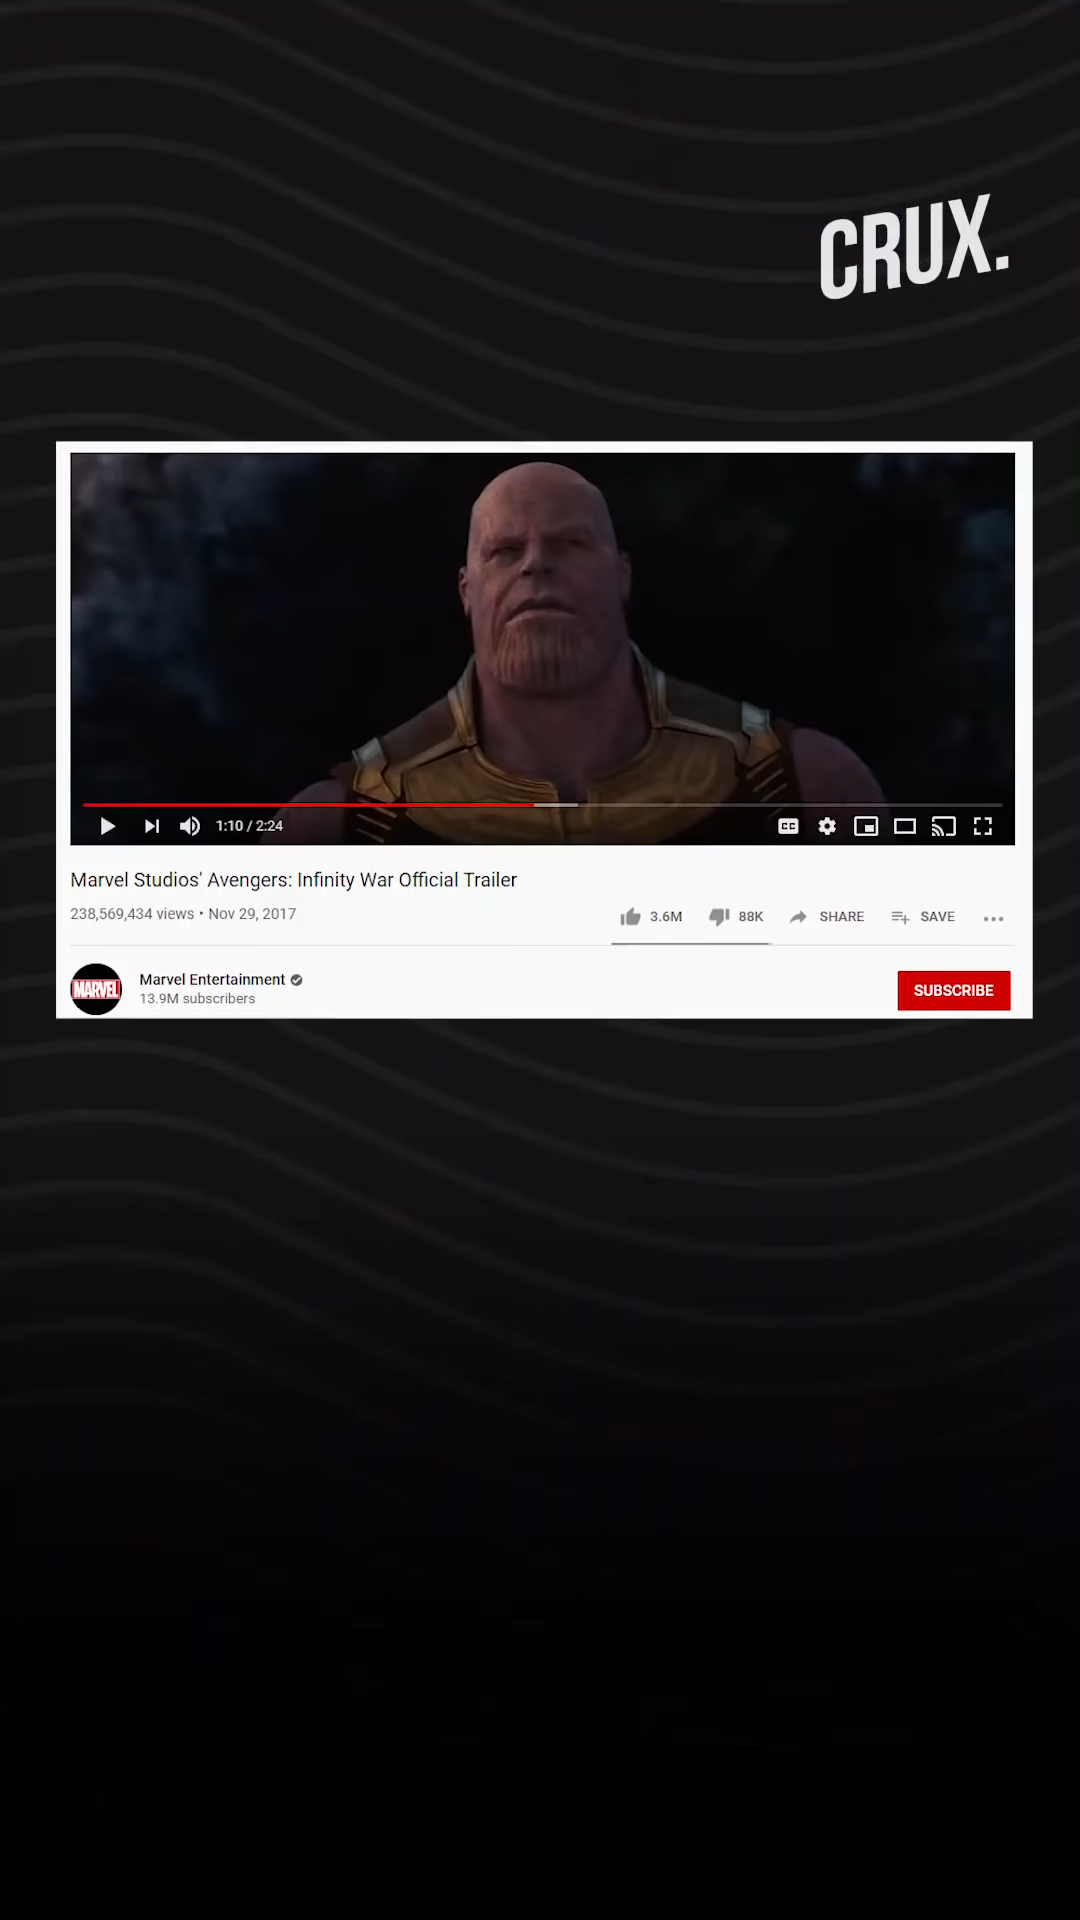 CRUX.
1:10 / 2:24
CC
Marvel Studios' Avengers: Infinity War Official Trailer
238,569,434 views • Nov 29, 2017
3.6M 88K SHARE SAVE
MARVEL
Marvel Entertainment
13.9M subscribers
SUBSCRIBE